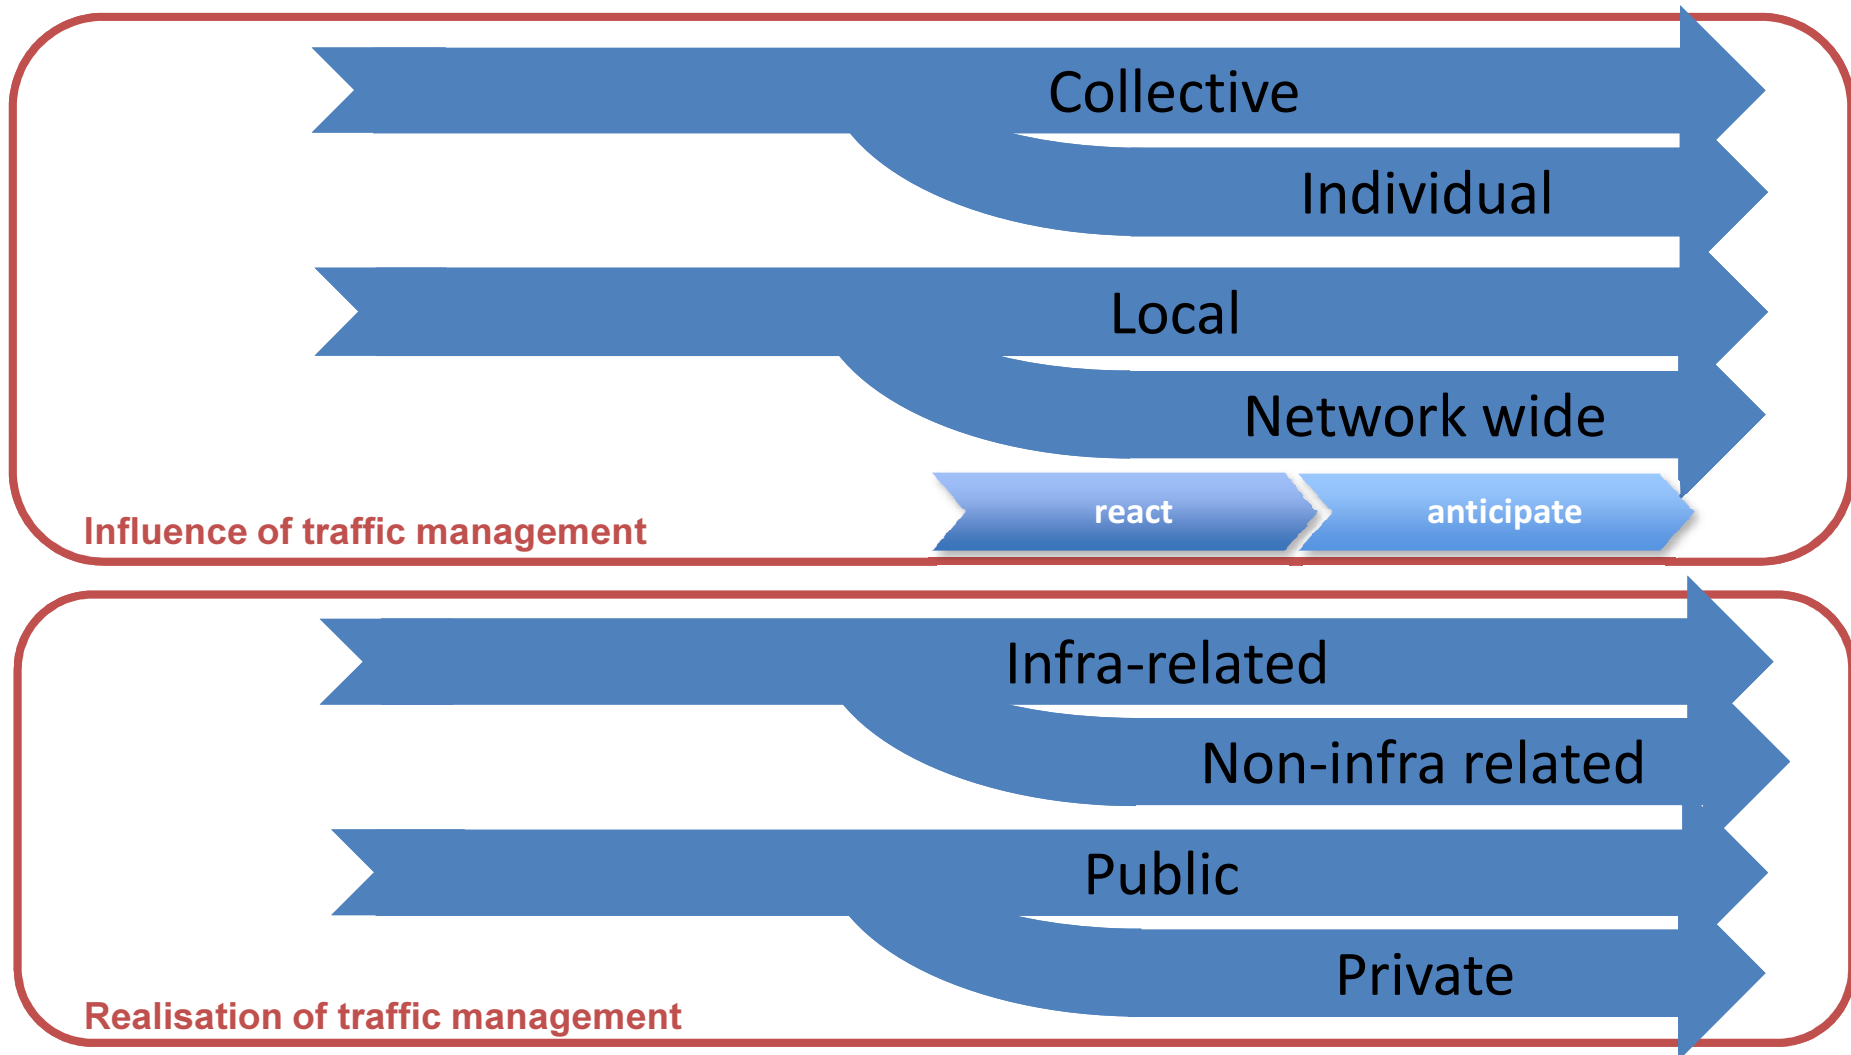 Collective
Individual
Local
Network wide
react
anticipate
Influence of traffic management
Infra-related
Non-infra related
Public
Private
Realisation of traffic management